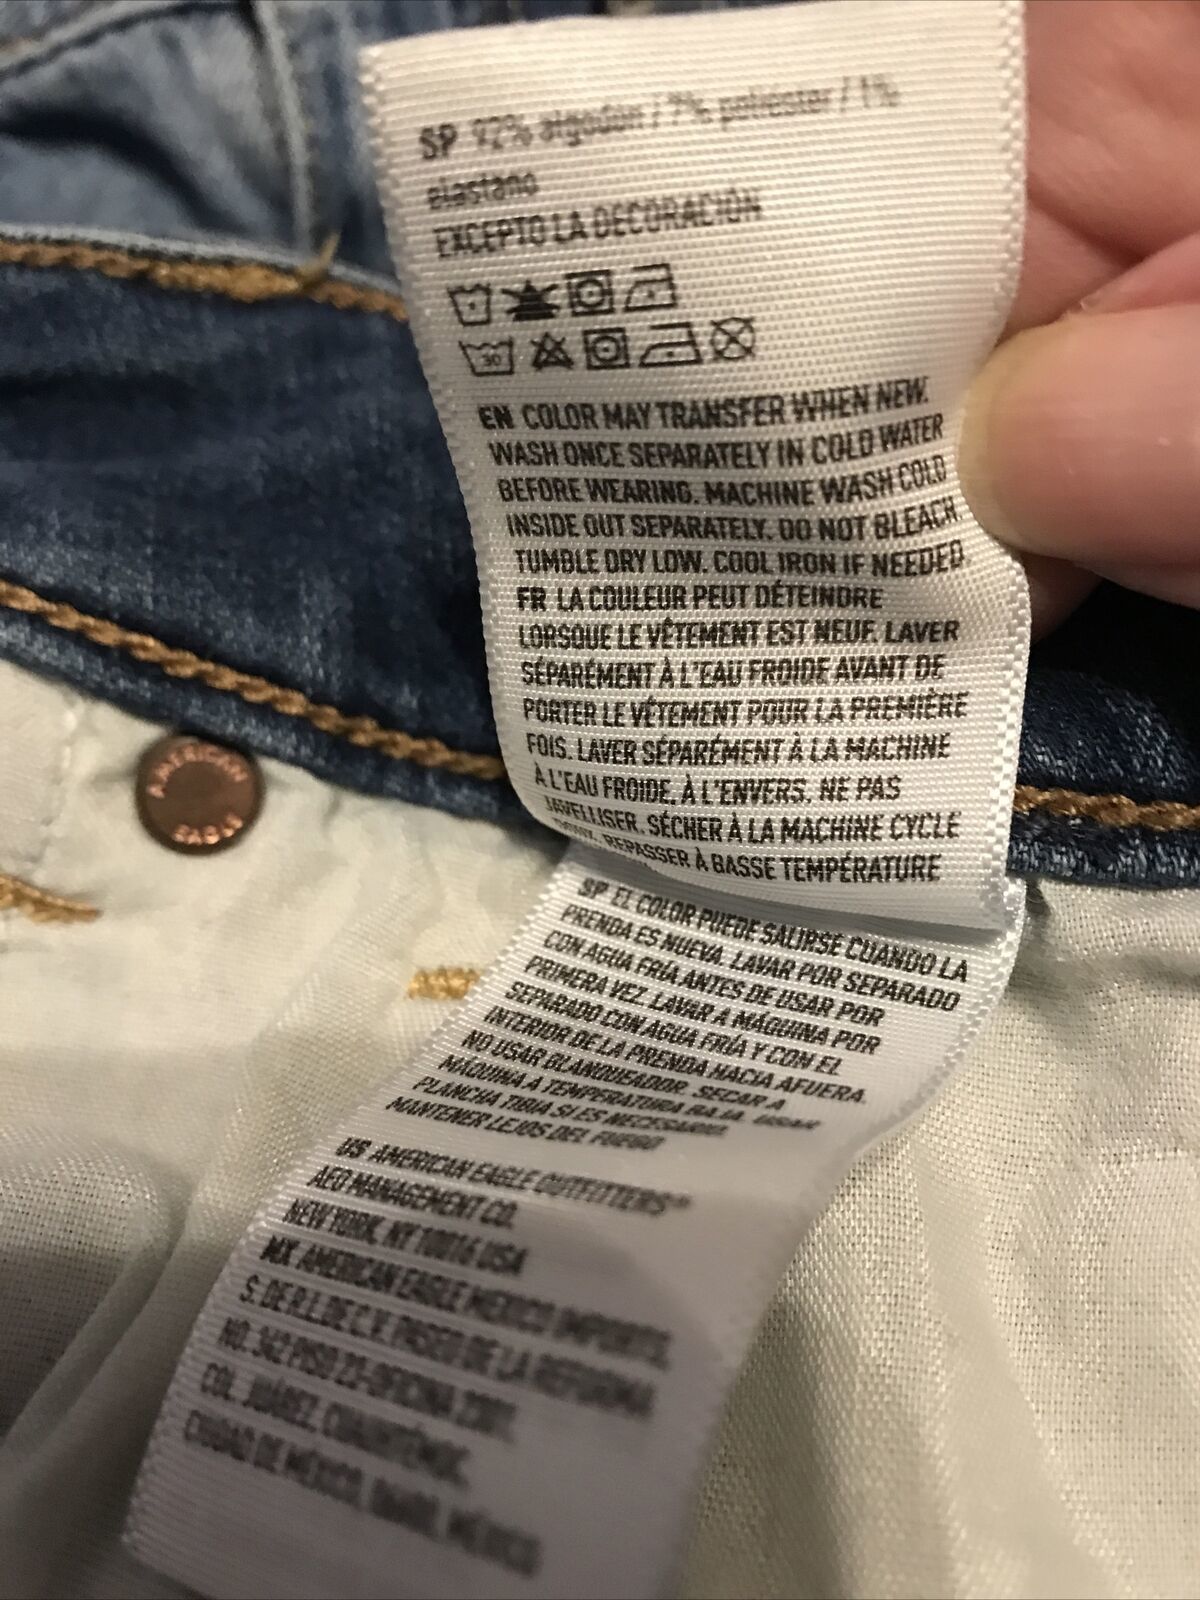 SP 92% algodón / 7% poliéster / 1%
elastano
EXCEPTO LA DECORACIÓN
30
EN COLOR MAY TRANSFER WHEN NEW.
WASH ONCE SEPARATELY IN COLD WATER
BEFORE WEARING. MACHINE WASH COLD
INSIDE OUT SEPARATELY. DO NOT BLEACH.
TUMBLE DRY LOW. COOL IRON IF NEEDED.
FR LA COULEUR PEUT DÉTEINDRE
LORSQUE LE VÊTEMENT EST NEUF. LAVER
SÉPARÉMENT À L'EAU FROIDE AVANT DE
PORTER LE VÊTEMENT POUR LA PREMIÈRE
FOIS. LAVER SÉPARÉMENT À LA MACHINE
À L'EAU FROIDE, À L'ENVERS. NE PAS
JAVELLISER. SÉCHER À LA MACHINE CYCLE
REPASSER À BASSE TEMPÉRATURE
SP EL COLOR PUEDE SALIRSE CUANDO LA
PRENDA ES NUEVA. LAVAR POR SEPARADO
CON AGUA FRÍA ANTES DE USAR POR
PRIMERA VEZ. LAVAR A MÁQUINA POR
SEPARADO CON AGUA FRÍA Y CON EL
INTERIOR DE LA PRENDA HACIA AFUERA.
NO USAR BLANQUEADOR. SECAR A
MÁQUINA A TEMPERATURA BAJA. USAR
PLANCHA TIBIA SI ES NECESARIO.
MANTENER LEJOS DEL FUEGO
US AMERICAN EAGLE OUTFITTERS®
AEO MANAGEMENT CO.
NEW YORK, NY 10016 USA
MX AMERICAN EAGLE MEXICO IMPORTS,
S. DE R.L. DE C.V. PASEO DE LA REFORMA
NO. 342 PISO 23-OFICINA 2301,
COL. JUÁREZ, CUAUHTÉMOC,
CIUDAD DE MÉXICO, MÉXICO
AMERICAN
EAGLE